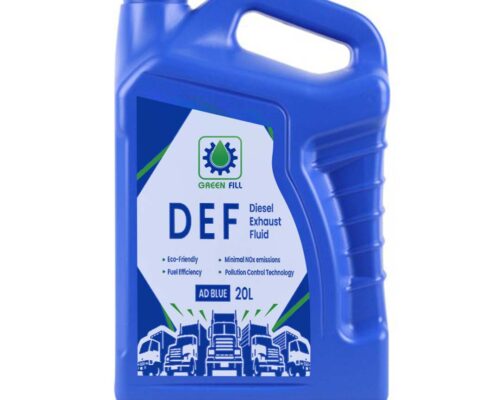 GREEN FILL
DEF
Diesel
Exhaust
Fluid
• Eco-Friendly
• Minimal NOx emissions
• Fuel Efficiency
• Pollution Control Technology
AD BLUE 20L